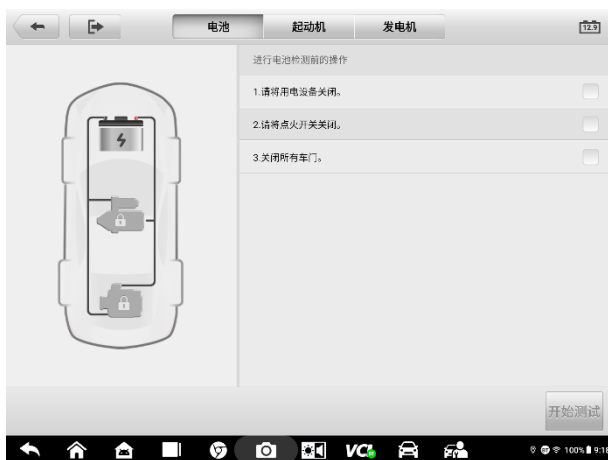 电池 起动机 发电机 12.9
进行电池检测前的操作
1.请将用电设备关闭。
2.请将点火开关关闭。
3.关闭所有车门。
开始测试
VCI 100% 9:18